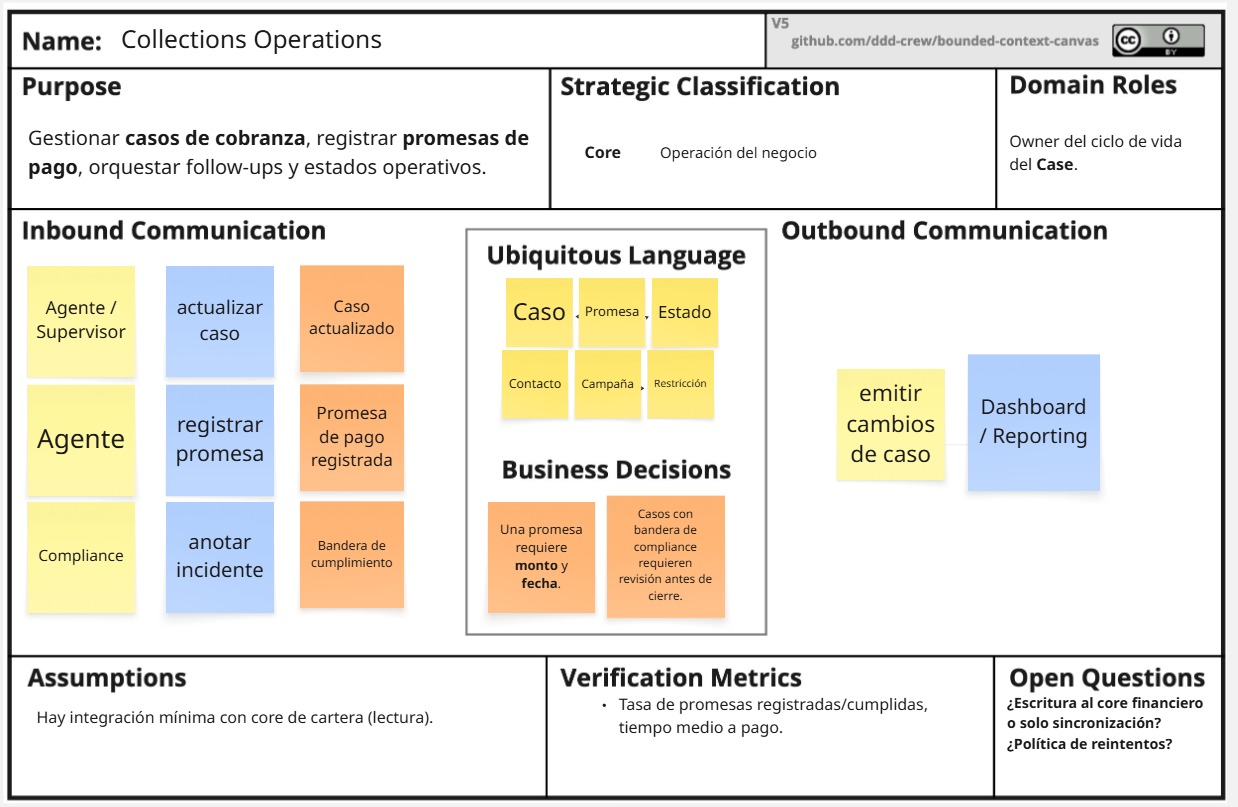 Name: Collections Operations
V5
github.com/ddd-crew/bounded-context-canvas
cc
BY
Purpose
Gestionar casos de cobranza, registrar promesas de
pago, orquestar follow-ups y estados operativos.
Strategic Classification
Core Operación del negocio
Domain Roles
Owner del ciclo de vida
del Case.
Inbound Communication
Agente /
Supervisor
actualizar
caso
Caso
actualizado
Agente
registrar
promesa
Promesa
de pago
registrada
Compliance
anotar
incidente
Bandera de
cumplimiento
Ubiquitous Language
Caso
Promesa
Estado
Contacto
Campaña
Restricción
Business Decisions
Una promesa
requiere
monto y
fecha.
Casos con
bandera de
compliance
requieren
revisión antes de
cierre.
Outbound Communication
emitir
cambios
de caso
Dashboard
/ Reporting
Assumptions
Hay integración mínima con core de cartera (lectura).
Verification Metrics
• Tasa de promesas registradas/cumplidas,
tiempo medio a pago.
Open Questions
¿Escritura al core financiero
o solo sincronización?
¿Política de reintentos?